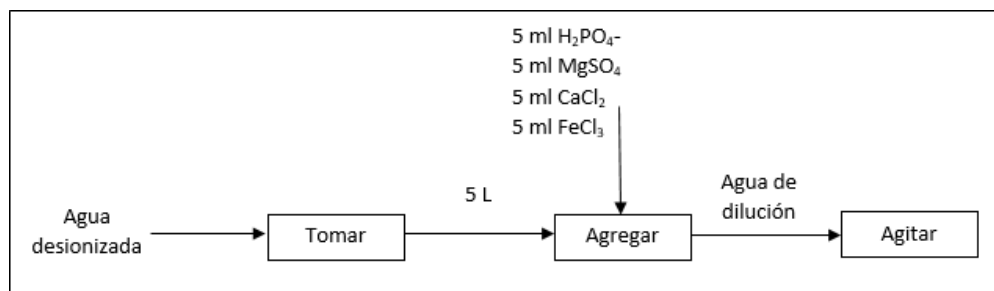 5 ml H₂PO₄-
5 ml MgSO₄
5 ml CaCl₂
5 ml FeCl₃
Agua
desionizada
Tomar
5 L
Agregar
Agua de
dilución
Agitar